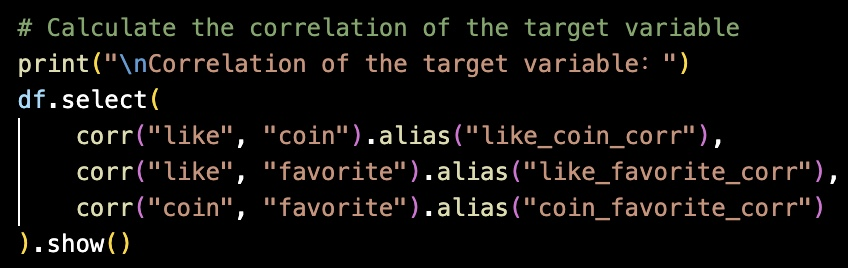 # Calculate the correlation of the target variable
print("\nCorrelation of the target variable：")
df.select(
    corr("like", "coin").alias("like_coin_corr"),
    corr("like", "favorite").alias("like_favorite_corr"),
    corr("coin", "favorite").alias("coin_favorite_corr")
).show()